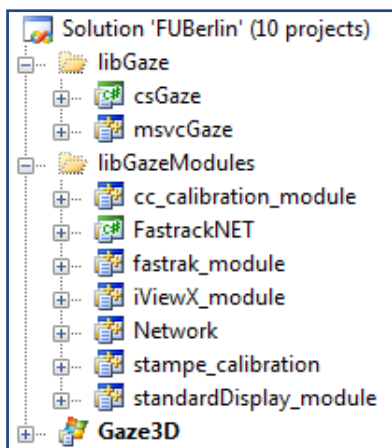 Solution 'FUBerlin' (10 projects)
libGaze
csGaze
msvcGaze
libGazeModules
cc_calibration_module
FastrackNET
fastrak_module
iViewX_module
Network
stampe_calibration
standardDisplay_module
Gaze3D